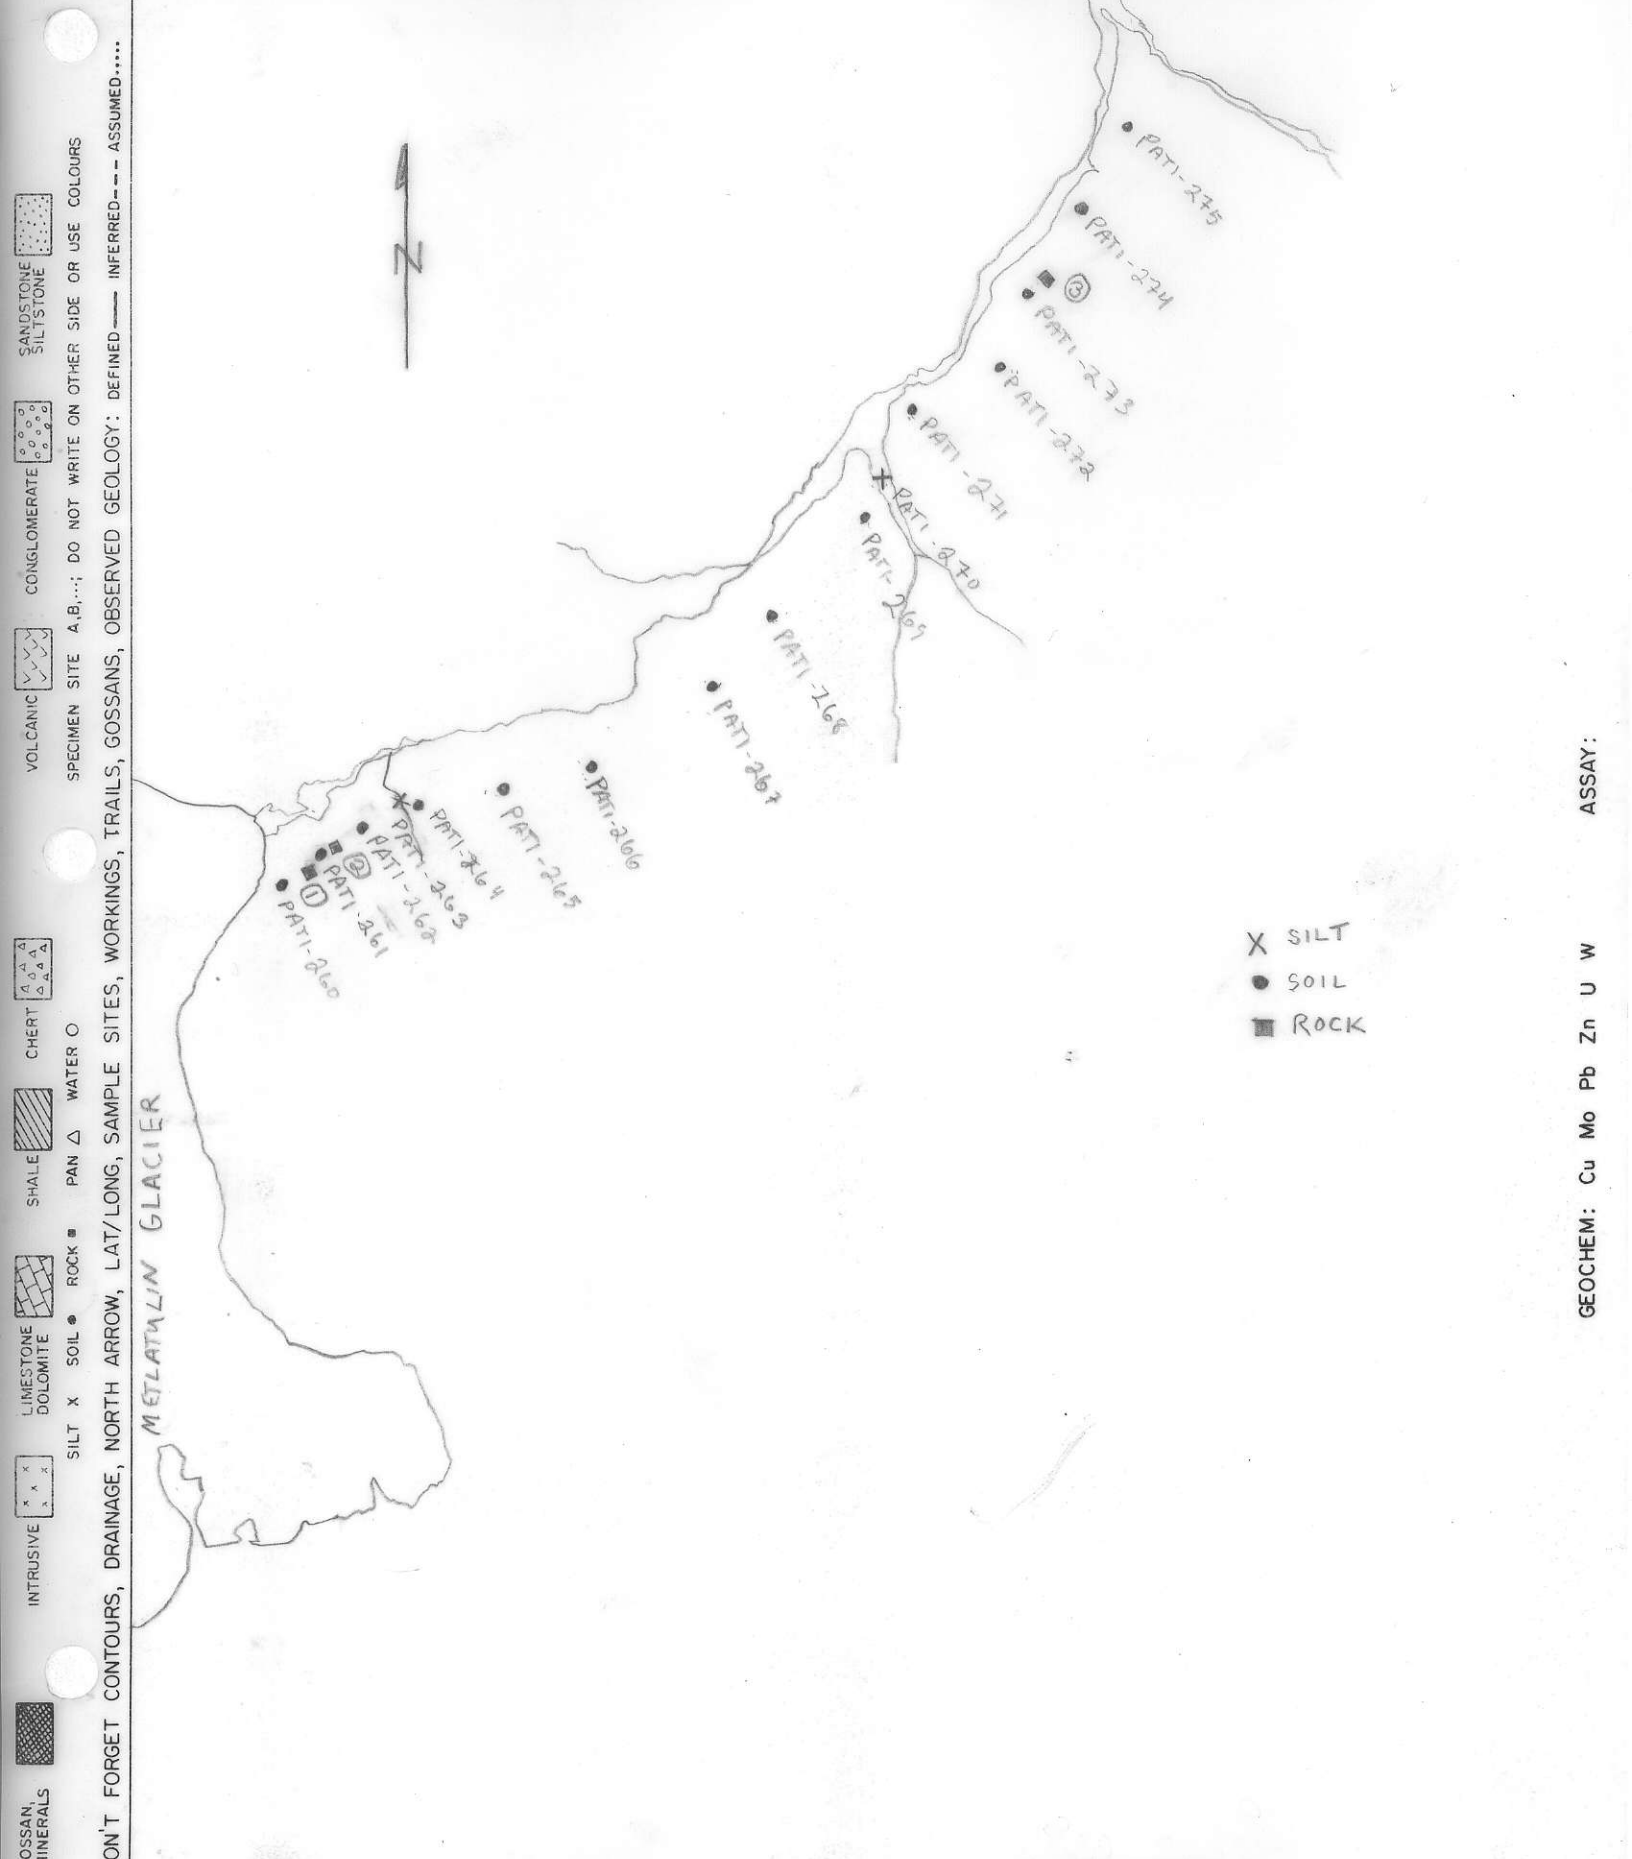 OSSAN,
INERALS
INTRUSIVE
LIMESTONE
DOLOMITE
SHALE
CHERT
VOLCANIC
CONGLOMERATE
SANDSTONE
SILTSTONE
SILT X SOIL ● ROCK ■ PAN △ WATER ○ SPECIMEN SITE A,B,...; DO NOT WRITE ON OTHER SIDE OR USE COLOURS
ON'T FORGET CONTOURS, DRAINAGE, NORTH ARROW, LAT/LONG, SAMPLE SITES, WORKINGS, TRAILS, GOSSANS, OBSERVED GEOLOGY: DEFINED—— INFERRED--- ASSUMED.....
N
PATI-275
PATI-274
3
PATI-273
PATI-272
PATI-271
PATI-270
PATI-269
PATI-268
PATI-267
PATI-266
PATI-265
PATI-264
PATI-263
PATI-262
2
PATI-261
1
PATI-260
METLATULIN GLACIER
X SILT
● SOIL
■ ROCK
GEOCHEM: Cu Mo Pb Zn U W ASSAY: